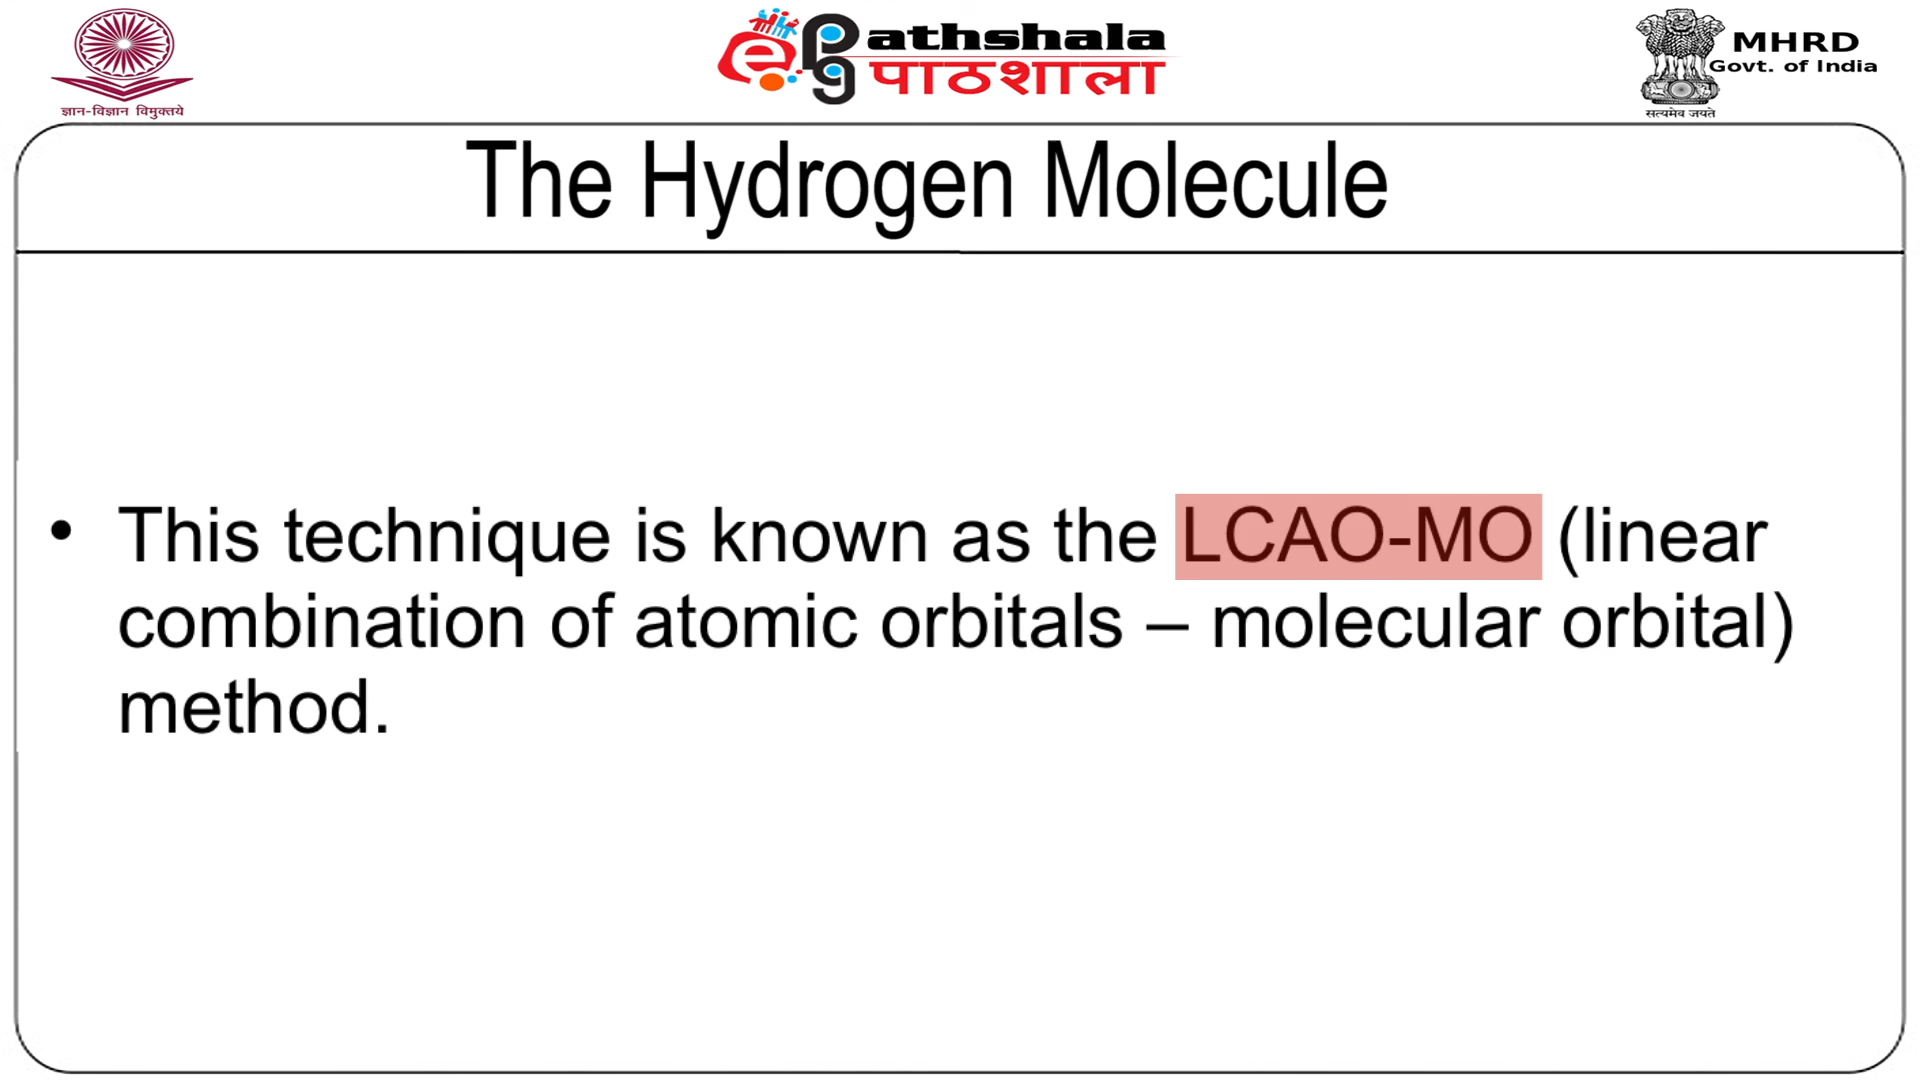 ज्ञान-विज्ञान विमुक्तये
ePg athshala
पाठशाला
MHRD
Govt. of India
सत्यमेव जयते
The Hydrogen Molecule
• This technique is known as the LCAO-MO (linear
combination of atomic orbitals – molecular orbital)
method.